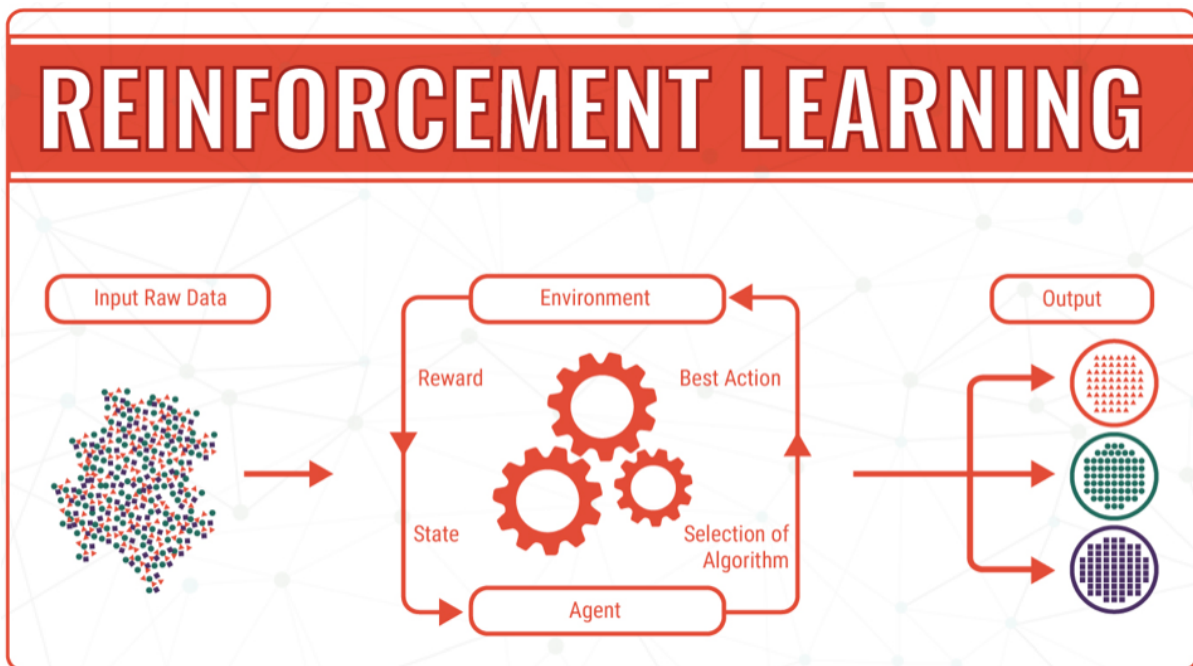 REINFORCEMENT LEARNING
Input Raw Data
Environment
Output
Reward
Best Action
State
Selection of
Algorithm
Agent